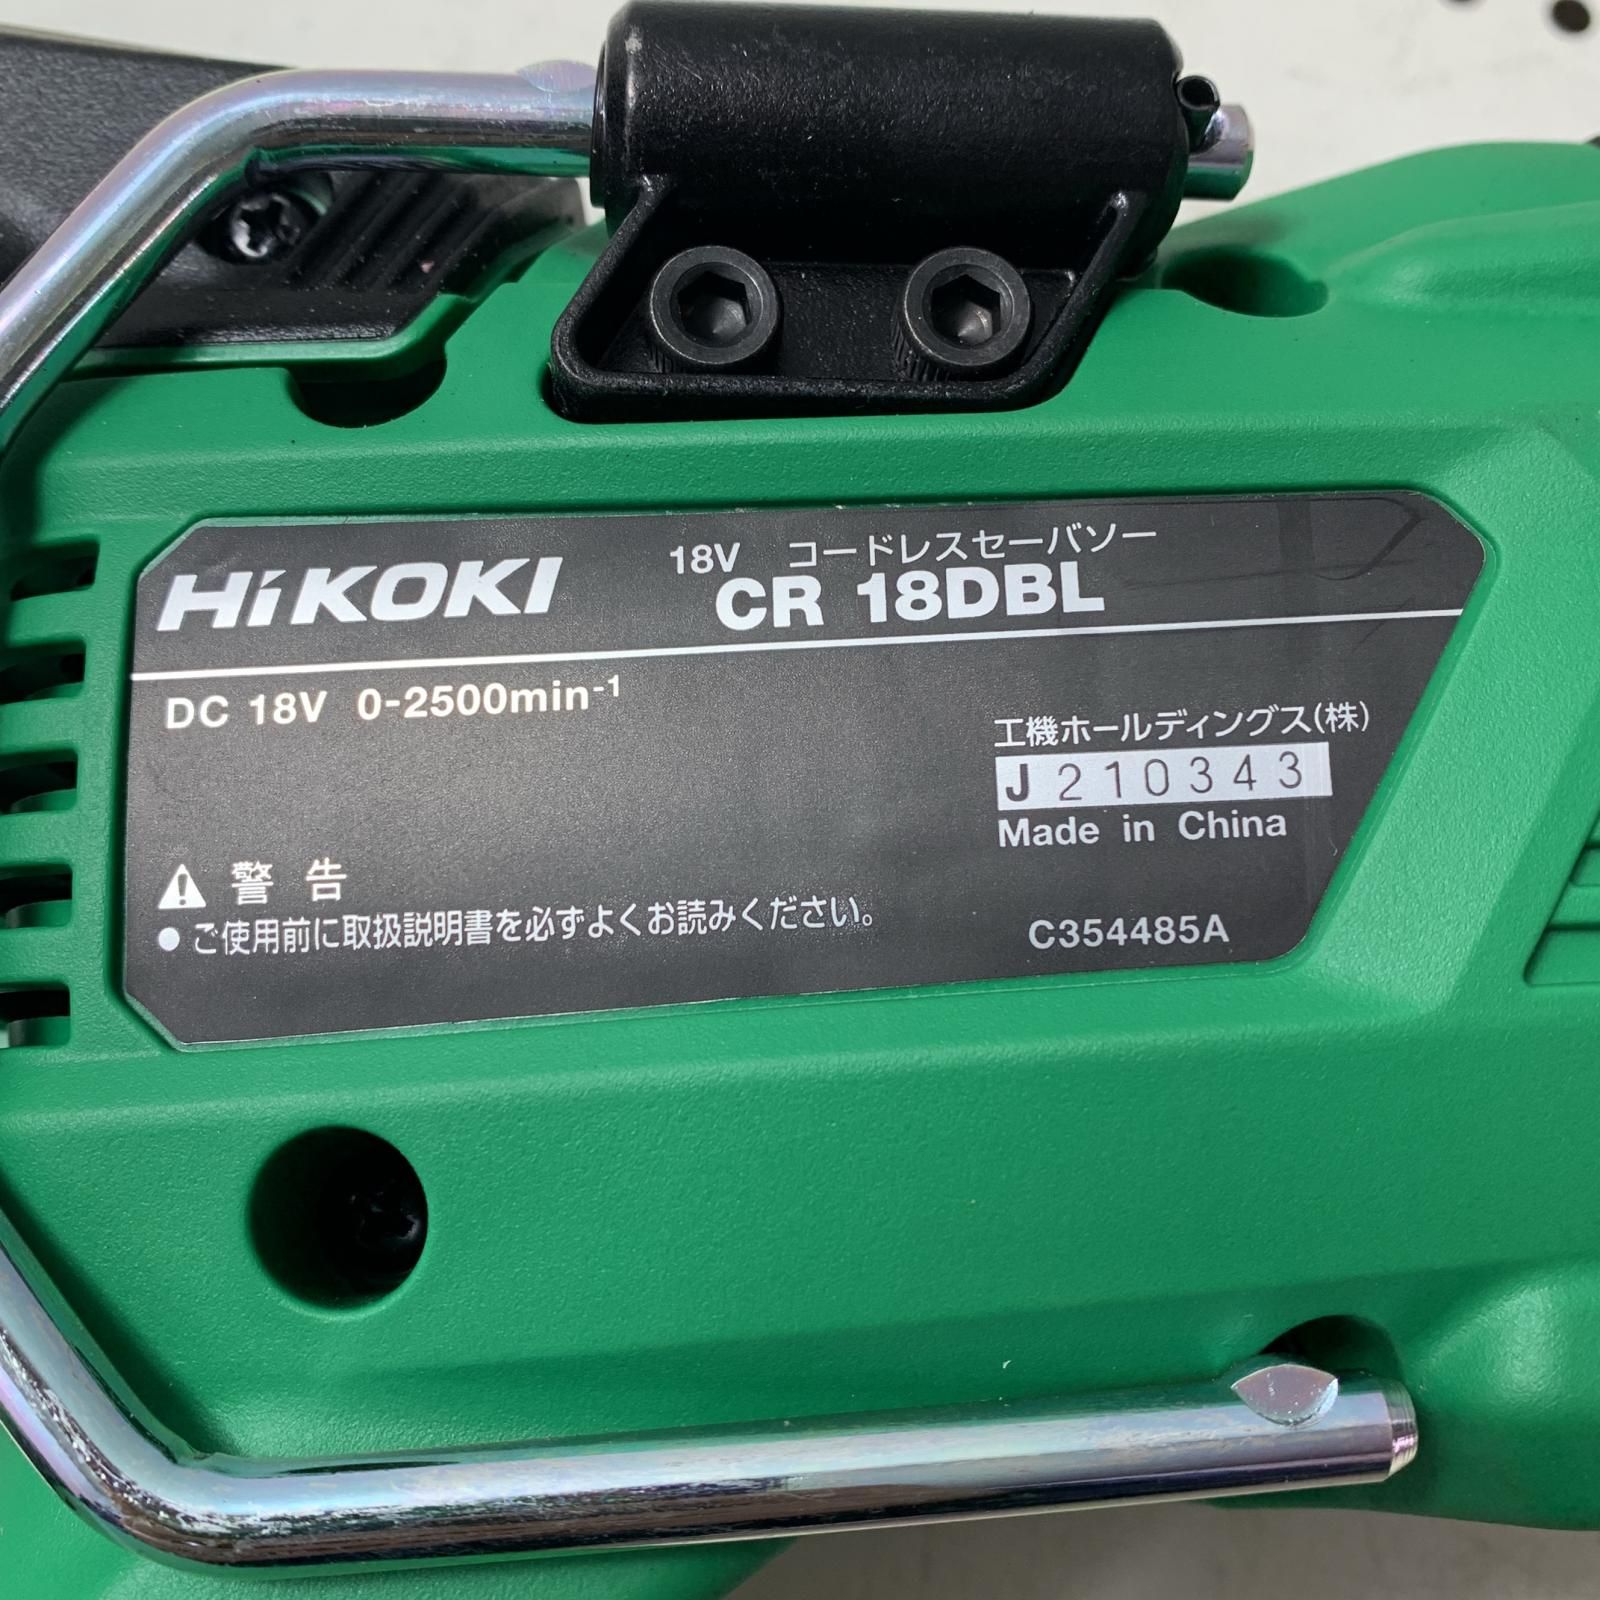 HiKOKI 18V コードレスセーバソー
CR 18DBL
DC 18V 0-2500min⁻¹
工機ホールディングス(株)
J210343
Made in China
⚠ 警告
● ご使用前に取扱説明書を必ずよくお読みください。
C354485A